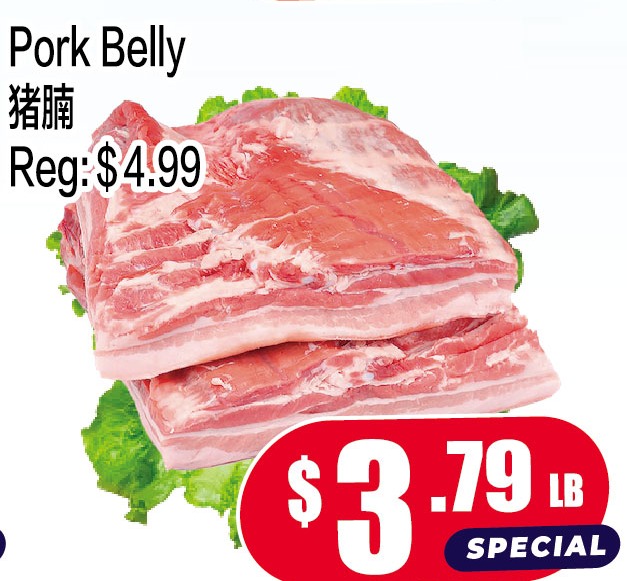 Pork Belly
猪腩
Reg: $4.99
$3.79 LB
SPECIAL